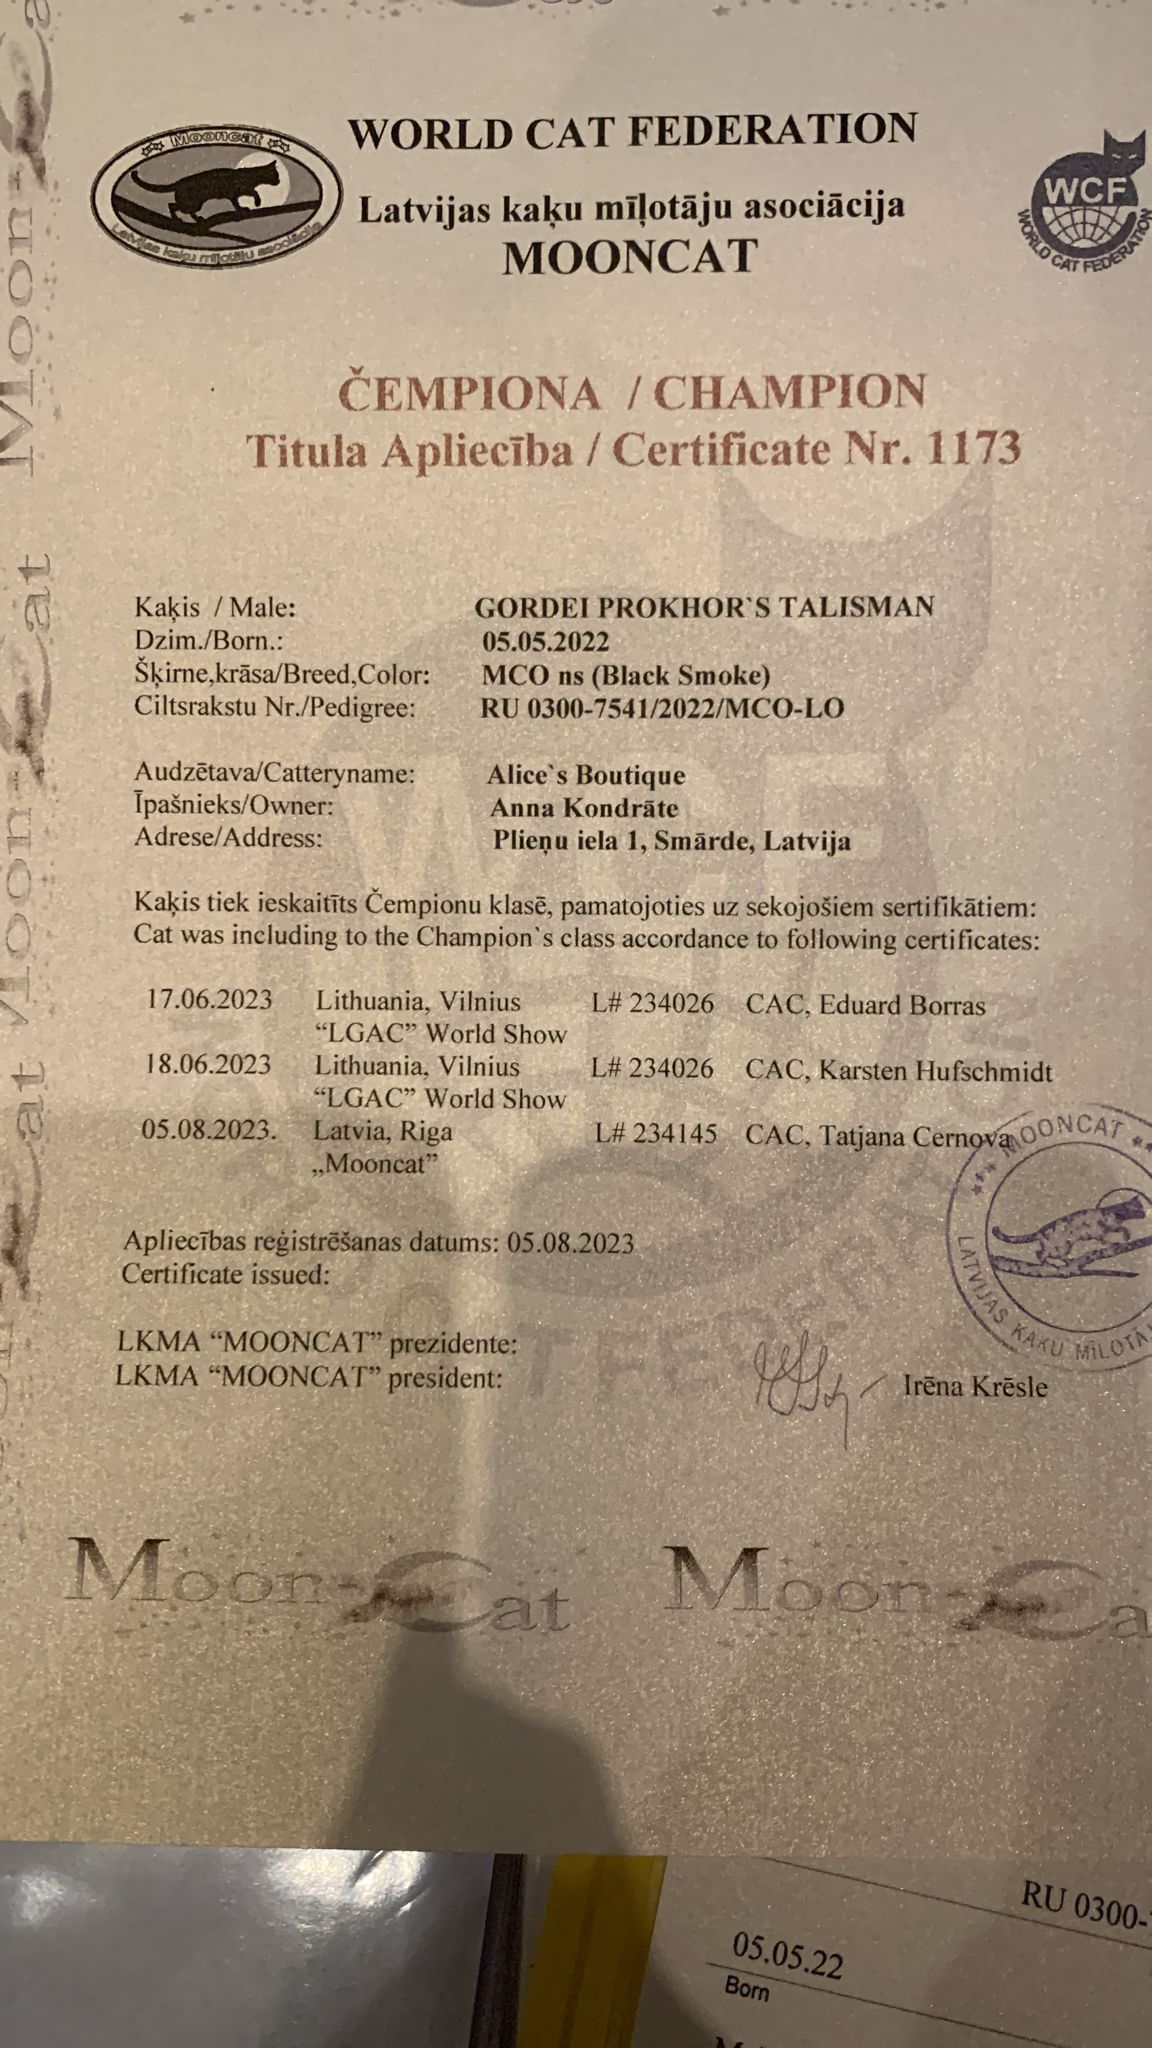 Mooncat
Latvijas kaķu mīļotāju asociācija
WORLD CAT FEDERATION
Latvijas kaķu mīļotāju asociācija
MOONCAT
WCF
WORLD CAT FEDERATION
ČEMPIONA / CHAMPION
Titula Apliecība / Certificate Nr. 1173
Kaķis / Male: GORDEI PROKHOR`S TALISMAN
Dzim./Born.: 05.05.2022
Šķirne,krāsa/Breed,Color: MCO ns (Black Smoke)
Ciltsrakstu Nr./Pedigree: RU 0300-7541/2022/MCO-LO
Audzētava/Catteryname: Alice`s Boutique
Īpašnieks/Owner: Anna Kondrāte
Adrese/Address: Plieņu iela 1, Smārde, Latvija
Kaķis tiek ieskaitīts Čempionu klasē, pamatojoties uz sekojošiem sertifikātiem:
Cat was including to the Champion`s class accordance to following certificates:
17.06.2023 Lithuania, Vilnius L# 234026 CAC, Eduard Borras
“LGAC” World Show
18.06.2023 Lithuania, Vilnius L# 234026 CAC, Karsten Hufschmidt
“LGAC” World Show
05.08.2023. Latvia, Riga L# 234145 CAC, Tatjana Cernova
„Mooncat”
MOONCAT
LATVIJAS KAĶU MĪĻOTĀJ
Apliecības reģistrēšanas datums: 05.08.2023
Certificate issued:
LKMA “MOONCAT” prezidente:
LKMA “MOONCAT” president: Irēna Krēsle
Moon-Cat Moon-Ca
RU 0300-
05.05.22
Born